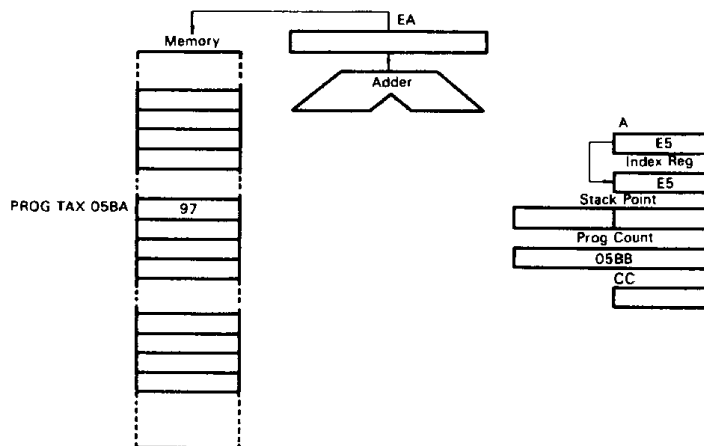 EA
Memory
Adder
A
E5
Index Reg
E5
Stack Point
PROG TAX 05BA 97
Prog Count
05BB
CC